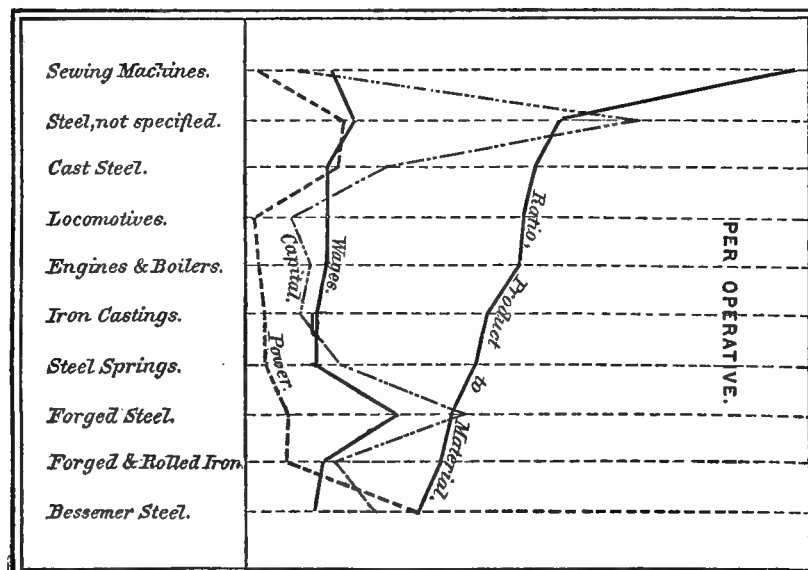 Sewing Machines.
Steel, not specified.
Cast Steel.
Locomotives.
Engines & Boilers.
Iron Castings.
Steel Springs.
Forged Steel.
Forged & Rolled Iron.
Bessemer Steel.
Power.
Capital.
Wages.
Ratio, Product to Material.
PER OPERATIVE.